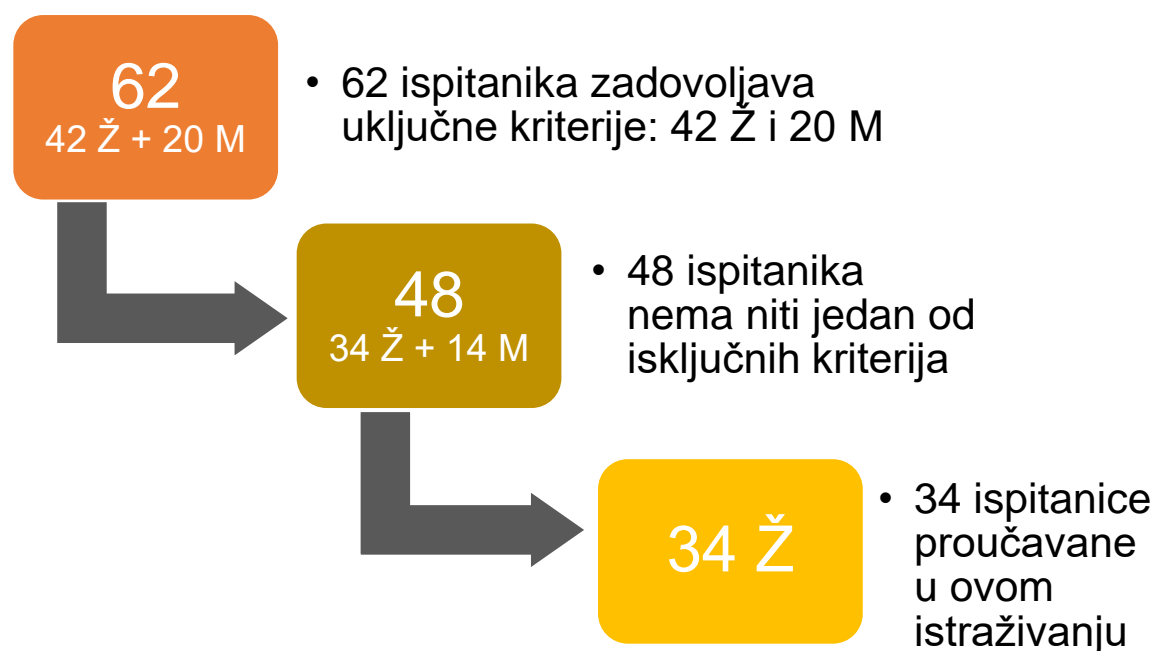 62
42 Ž + 20 M
• 62 ispitanika zadovoljava
uključne kriterije: 42 Ž i 20 M
48
34 Ž + 14 M
• 48 ispitanika
nema niti jedan od
isključnih kriterija
34 Ž
• 34 ispitanice
proučavane
u ovom
istraživanju